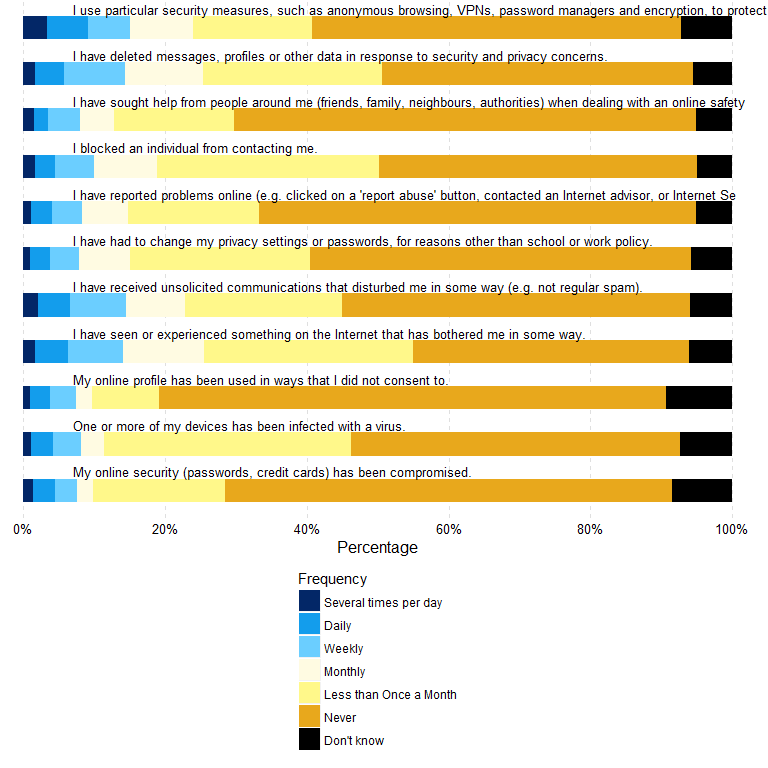 I use particular security measures, such as anonymous browsing, VPNs, password managers and encryption, to protect
I have deleted messages, profiles or other data in response to security and privacy concerns.
I have sought help from people around me (friends, family, neighbours, authorities) when dealing with an online safety
I blocked an individual from contacting me.
I have reported problems online (e.g. clicked on a 'report abuse' button, contacted an Internet advisor, or Internet Se
I have had to change my privacy settings or passwords, for reasons other than school or work policy.
I have received unsolicited communications that disturbed me in some way (e.g. not regular spam).
I have seen or experienced something on the Internet that has bothered me in some way.
My online profile has been used in ways that I did not consent to.
One or more of my devices has been infected with a virus.
My online security (passwords, credit cards) has been compromised.
0% 20% 40% 60% 80% 100%
Percentage
Frequency
Several times per day
Daily
Weekly
Monthly
Less than Once a Month
Never
Don't know